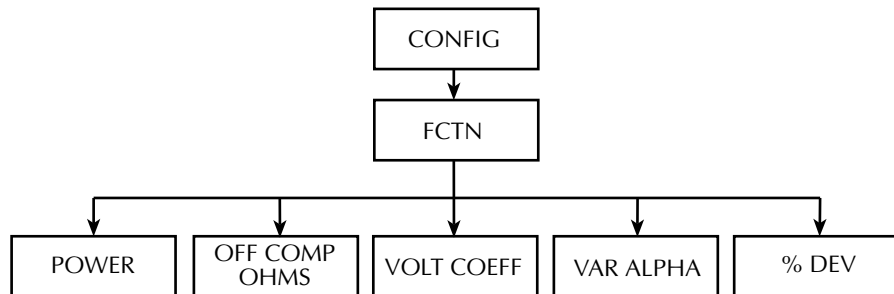 CONFIG
FCTN
POWER
OFF COMP
OHMS
VOLT COEFF
VAR ALPHA
% DEV